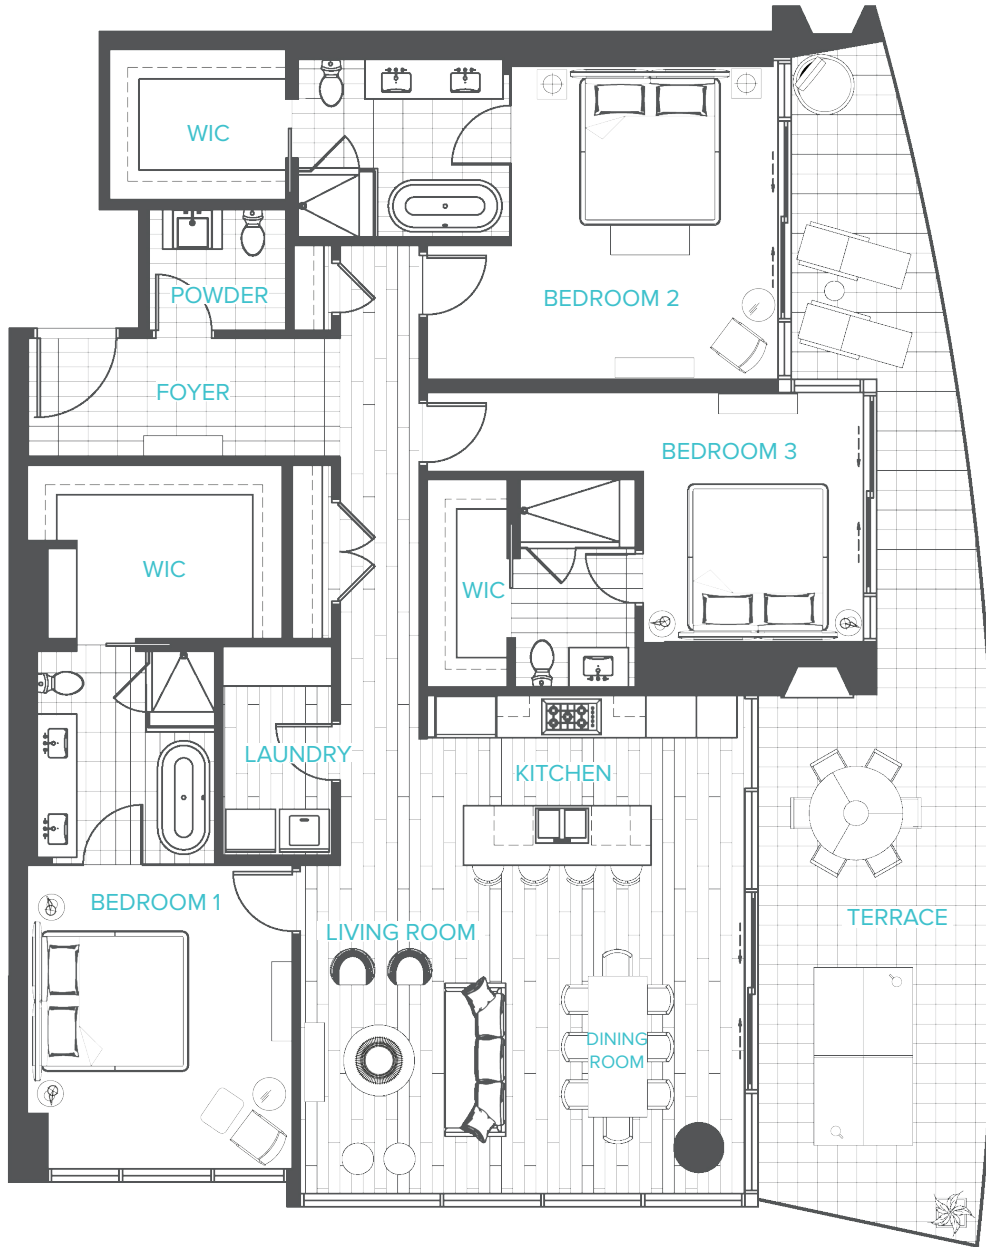 WIC
POWDER
BEDROOM 2
FOYER
BEDROOM 3
WIC
WIC
LAUNDRY
KITCHEN
BEDROOM 1
LIVING ROOM
TERRACE
DINING
ROOM